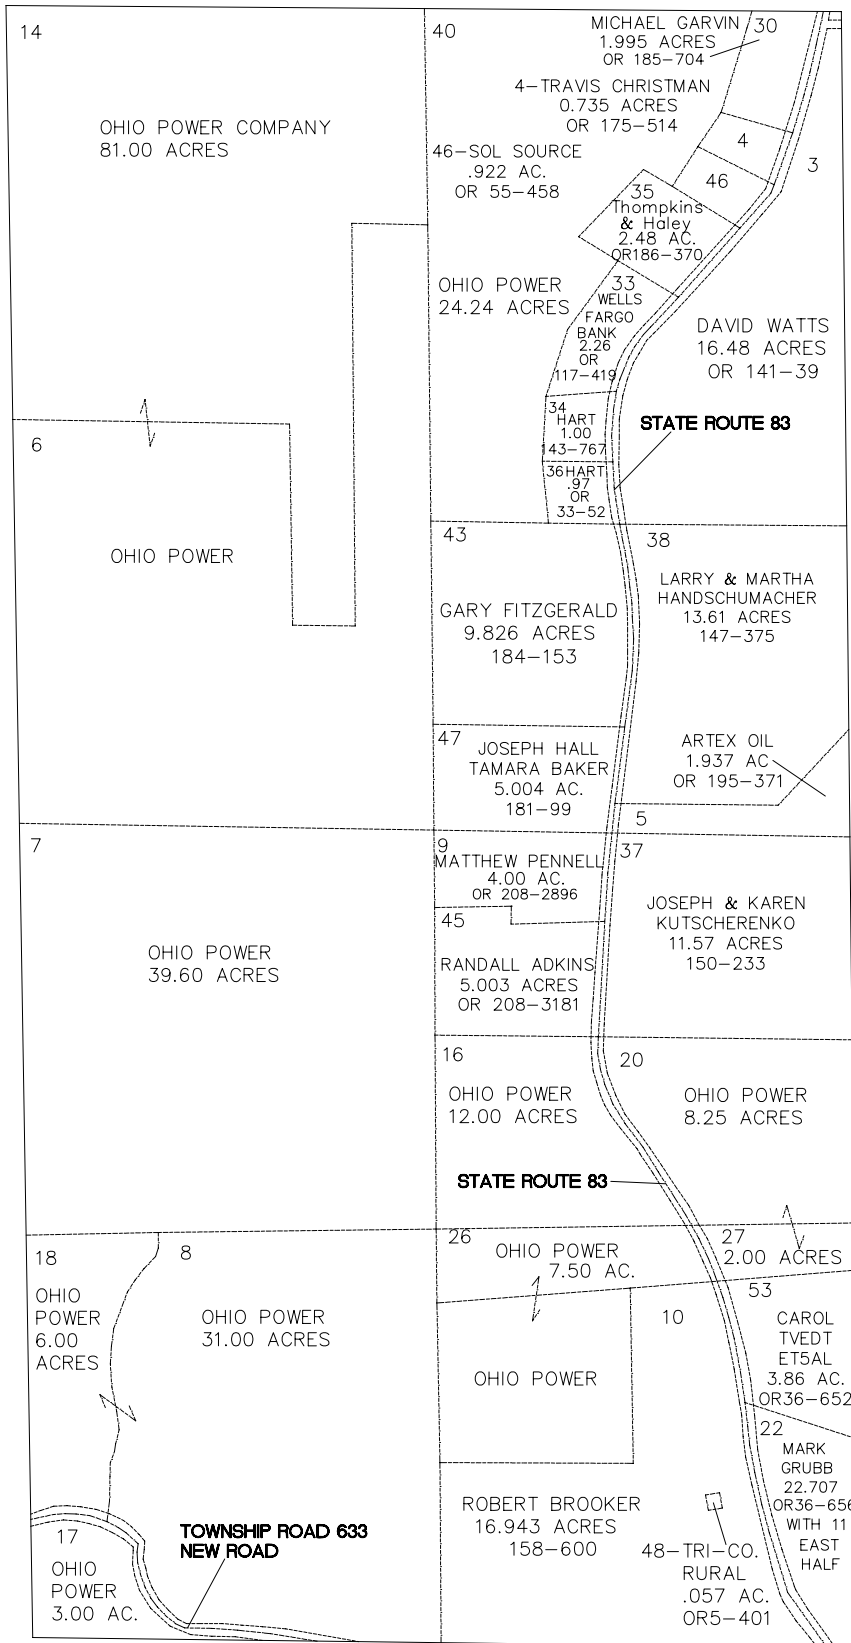 14
OHIO POWER COMPANY
81.00 ACRES
40
MICHAEL GARVIN
1.995 ACRES
OR 185-704
30
4-TRAVIS CHRISTMAN
0.735 ACRES
OR 175-514
4
46-SOL SOURCE
.922 AC.
OR 55-458
46
3
35
Thompkins
& Haley
2.48 AC.
OR186-370
OHIO POWER
24.24 ACRES
33
WELLS
FARGO
BANK
2.26
OR
117-419
DAVID WATTS
16.48 ACRES
OR 141-39
34
HART
1.00
143-767
STATE ROUTE 83
36HART
.97
OR
33-52
6
OHIO POWER
43
GARY FITZGERALD
9.826 ACRES
184-153
38
LARRY & MARTHA
HANDSCHUMACHER
13.61 ACRES
147-375
47
JOSEPH HALL
TAMARA BAKER
5.004 AC.
181-99
ARTEX OIL
1.937 AC
OR 195-371
5
7
OHIO POWER
39.60 ACRES
9
MATTHEW PENNELL
4.00 AC.
OR 208-2896
37
JOSEPH & KAREN
KUTSCHERENKO
11.57 ACRES
150-233
45
RANDALL ADKINS
5.003 ACRES
OR 208-3181
16
OHIO POWER
12.00 ACRES
20
OHIO POWER
8.25 ACRES
STATE ROUTE 83
18
OHIO
POWER
6.00
ACRES
8
OHIO POWER
31.00 ACRES
26
OHIO POWER
7.50 AC.
27
2.00 ACRES
OHIO POWER
10
53
CAROL
TVEDT
ET5AL
3.86 AC.
OR36-652
22
MARK
GRUBB
22.707
OR36-656
WITH 11
EAST
HALF
ROBERT BROOKER
16.943 ACRES
158-600
48-TRI-CO.
RURAL
.057 AC.
OR5-401
TOWNSHIP ROAD 633
NEW ROAD
17
OHIO
POWER
3.00 AC.